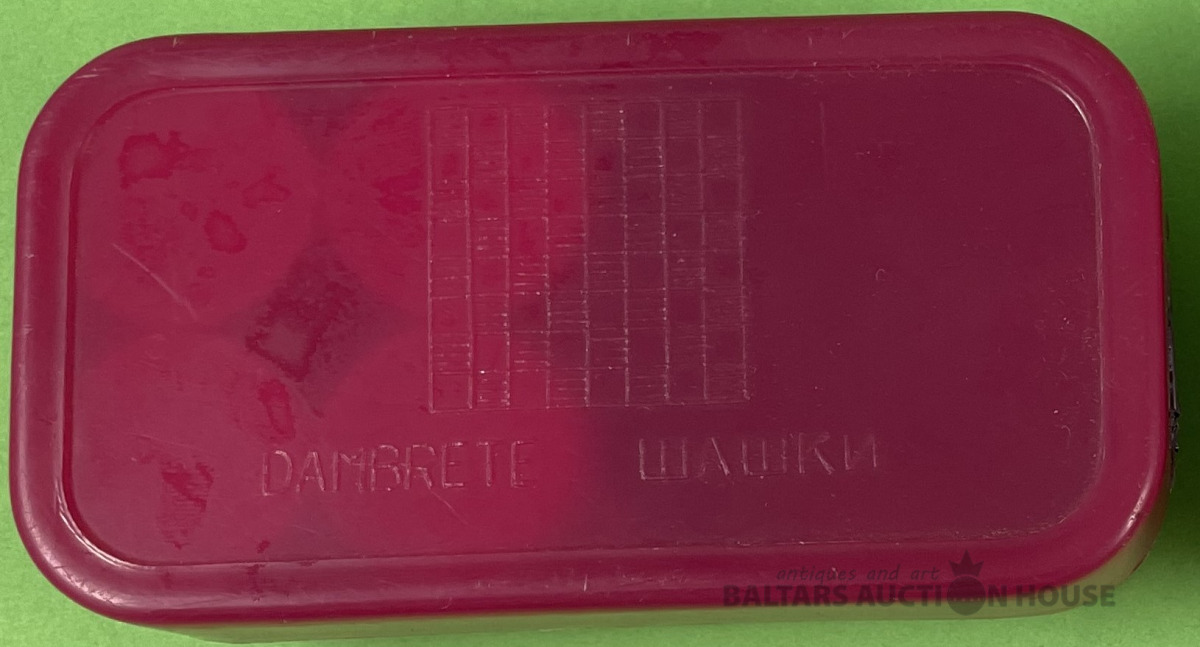 DAMBRETE ШАШКИ
antiques and art
BALTARS AUCTION HOUSE